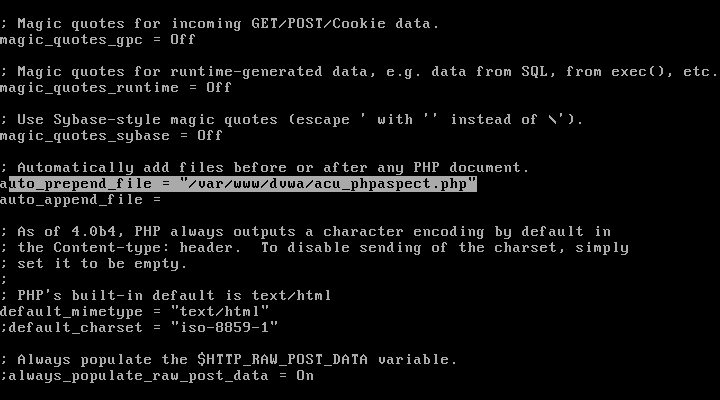 ; Magic quotes for incoming GET/POST/Cookie data.
magic_quotes_gpc = Off
; Magic quotes for runtime-generated data, e.g. data from SQL, from exec(), etc.
magic_quotes_runtime = Off
; Use Sybase-style magic quotes (escape ' with '' instead of \').
magic_quotes_sybase = Off
; Automatically add files before or after any PHP document.
auto_prepend_file = "/var/www/dvwa/acu_phpaspect.php"
auto_append_file =
; As of 4.0b4, PHP always outputs a character encoding by default in
; the Content-type: header.  To disable sending of the charset, simply
; set it to be empty.
;
; PHP's built-in default is text/html
default_mimetype = "text/html"
;default_charset = "iso-8859-1"
; Always populate the $HTTP_RAW_POST_DATA variable.
;always_populate_raw_post_data = On